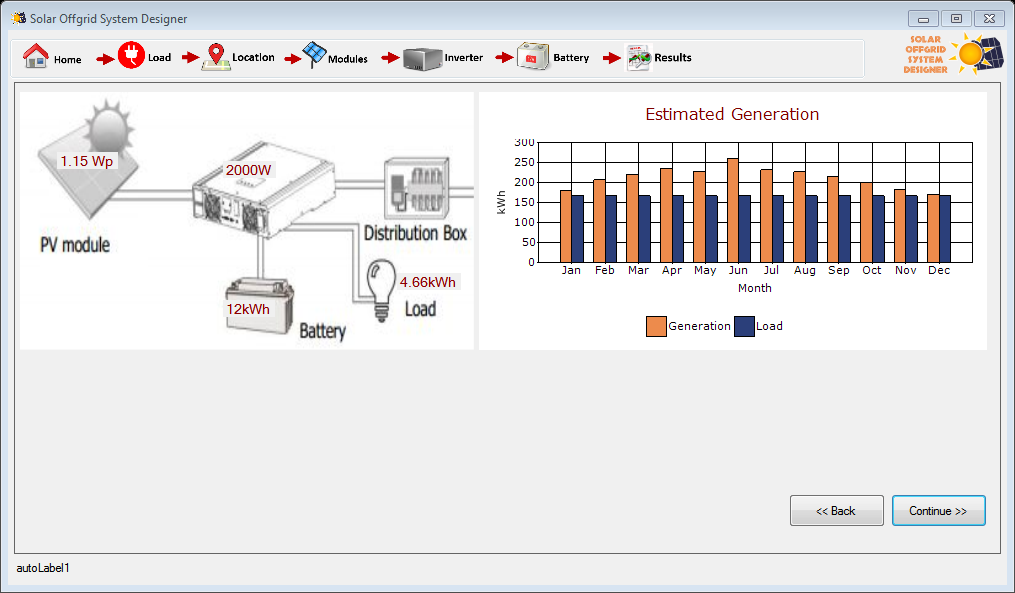 Solar Offgrid System Designer
Home Load Location Modules Inverter Battery Results
SOLAR
OFFGRID
SYSTEM
DESIGNER
1.15 Wp
2000W
PV module
Distribution Box
4.66kWh
Load
12kWh
Battery
Estimated Generation
300
250
200
150
100
50
0
kWh
Jan Feb Mar Apr May Jun Jul Aug Sep Oct Nov Dec
Month
Generation Load
<< Back Continue >>
autoLabel1